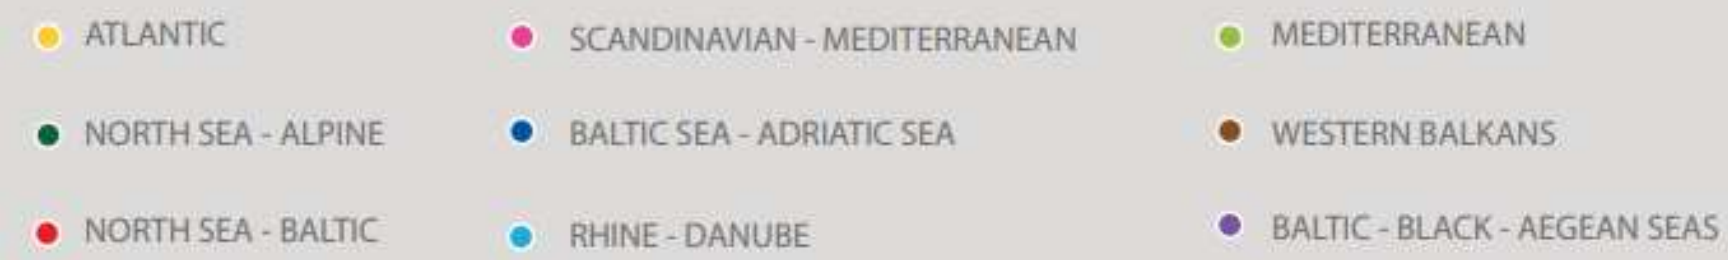 ATLANTIC
SCANDINAVIAN - MEDITERRANEAN
MEDITERRANEAN
NORTH SEA - ALPINE
BALTIC SEA - ADRIATIC SEA
WESTERN BALKANS
NORTH SEA - BALTIC
RHINE - DANUBE
BALTIC - BLACK - AEGEAN SEAS